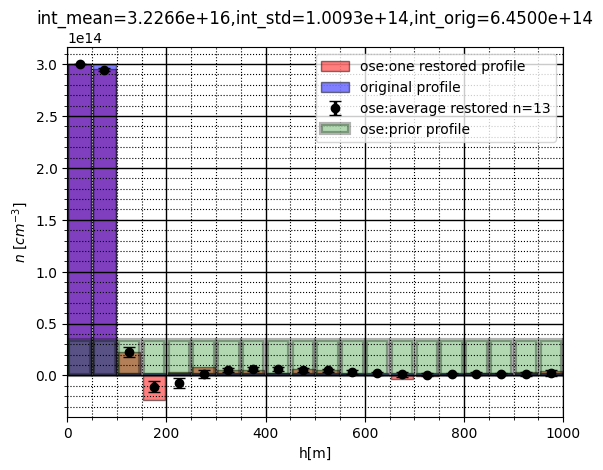 int_mean=3.2266e+16,int_std=1.0093e+14,int_orig=6.4500e+14
1e14
ose:one restored profile
original profile
ose:average restored n=13
ose:prior profile
3.0
2.5
2.0
1.5
1.0
0.5
0.0
n [cm⁻³]
0 200 400 600 800 1000
h[m]